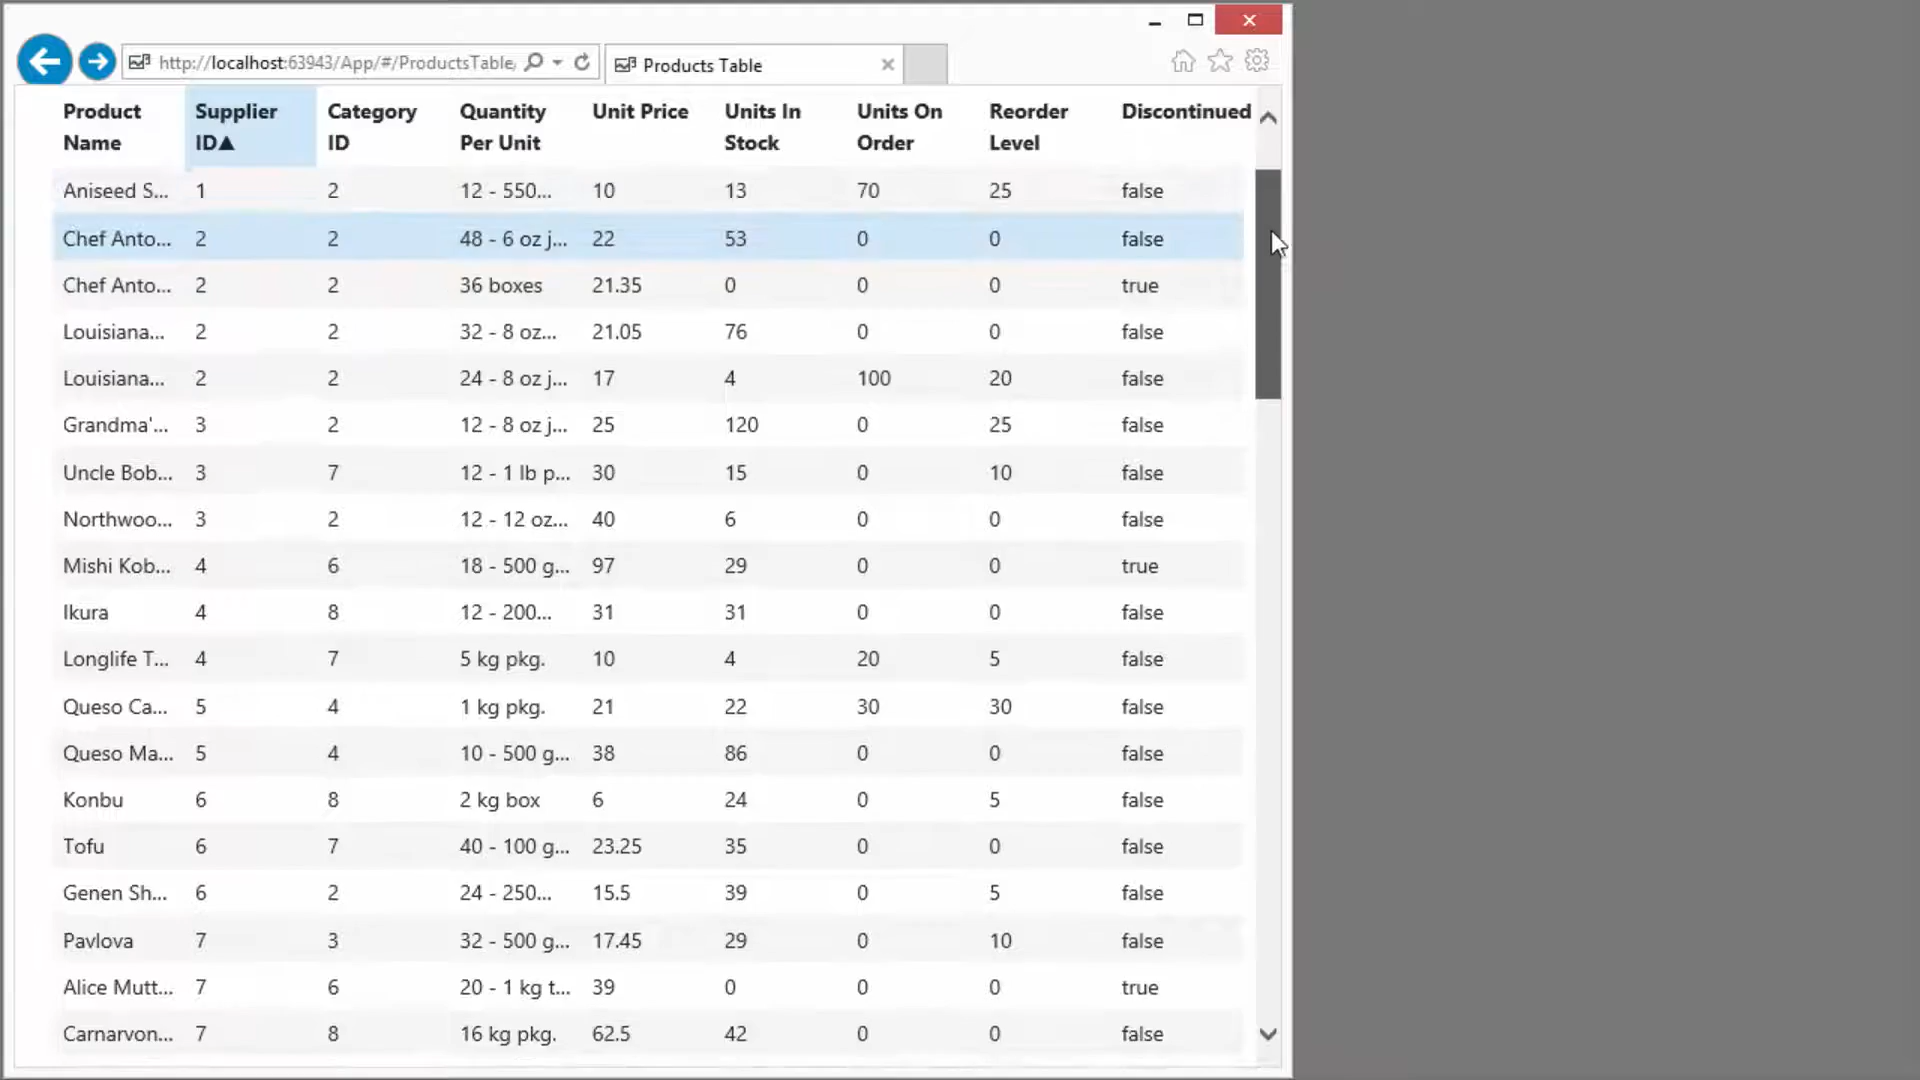 http://localhost:63943/App/#/ProductsTable/
Products Table
Product Name Supplier ID▲ Category ID Quantity Per Unit Unit Price Units In Stock Units On Order Reorder Level Discontinued
Aniseed S... 1 2 12 - 550... 10 13 70 25 false
Chef Anto... 2 2 48 - 6 oz j... 22 53 0 0 false
Chef Anto... 2 2 36 boxes 21.35 0 0 0 true
Louisiana... 2 2 32 - 8 oz... 21.05 76 0 0 false
Louisiana... 2 2 24 - 8 oz j... 17 4 100 20 false
Grandma'... 3 2 12 - 8 oz j... 25 120 0 25 false
Uncle Bob... 3 7 12 - 1 lb p... 30 15 0 10 false
Northwoo... 3 2 12 - 12 oz... 40 6 0 0 false
Mishi Kob... 4 6 18 - 500 g... 97 29 0 0 true
Ikura 4 8 12 - 200... 31 31 0 0 false
Longlife T... 4 7 5 kg pkg. 10 4 20 5 false
Queso Ca... 5 4 1 kg pkg. 21 22 30 30 false
Queso Ma... 5 4 10 - 500 g... 38 86 0 0 false
Konbu 6 8 2 kg box 6 24 0 5 false
Tofu 6 7 40 - 100 g... 23.25 35 0 0 false
Genen Sh... 6 2 24 - 250... 15.5 39 0 5 false
Pavlova 7 3 32 - 500 g... 17.45 29 0 10 false
Alice Mutt... 7 6 20 - 1 kg t... 39 0 0 0 true
Carnarvon... 7 8 16 kg pkg. 62.5 42 0 0 false